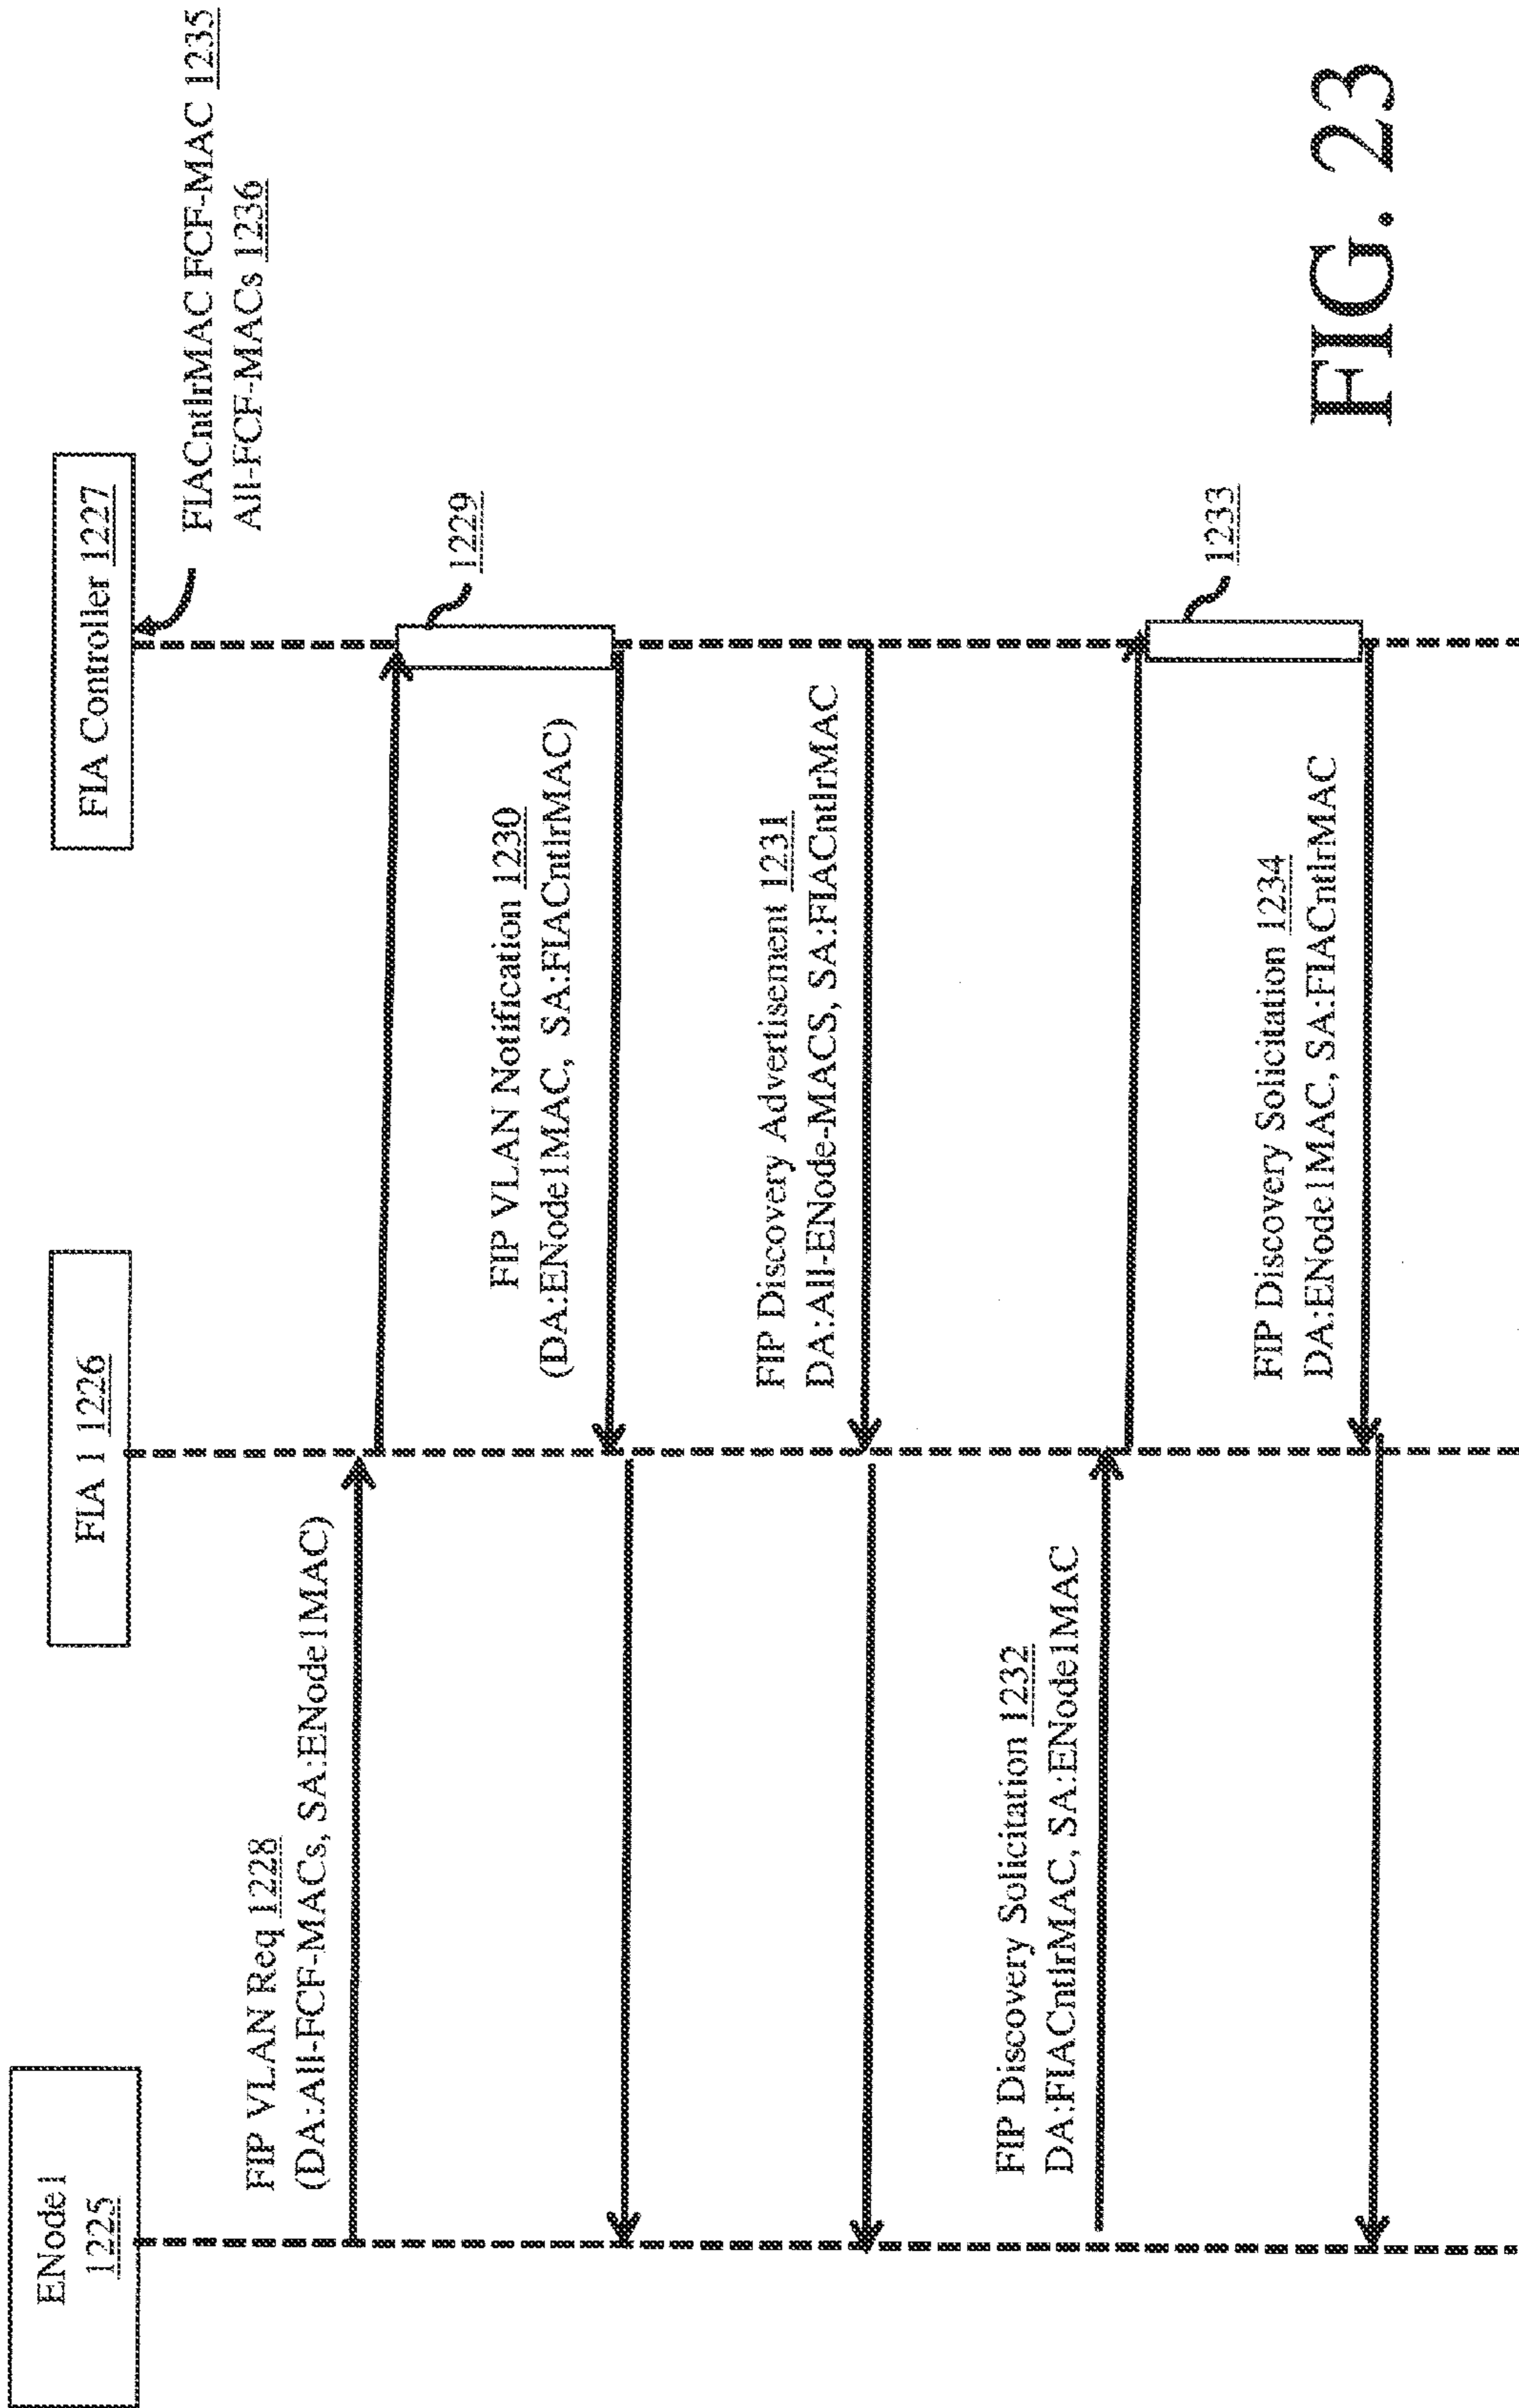 ENode1
1225
FIA 1 1226
FIA Controller 1227
FIACntlrMAC FCF-MAC 1235
All-FCF-MACs 1236
FIP VLAN Req 1228
(DA:All-FCF-MACs, SA:ENode1MAC)
1229
FIP VLAN Notification 1230
(DA:ENode1MAC, SA:FIACntlrMAC)
FIP Discovery Advertisement 1231
DA:All-ENode-MACS, SA:FIACntlrMAC
FIP Discovery Solicitation 1232
DA:FIACntlrMAC, SA:ENode1MAC
1233
FIP Discovery Solicitation 1234
DA:ENode1MAC, SA:FIACntlrMAC
FIG. 23